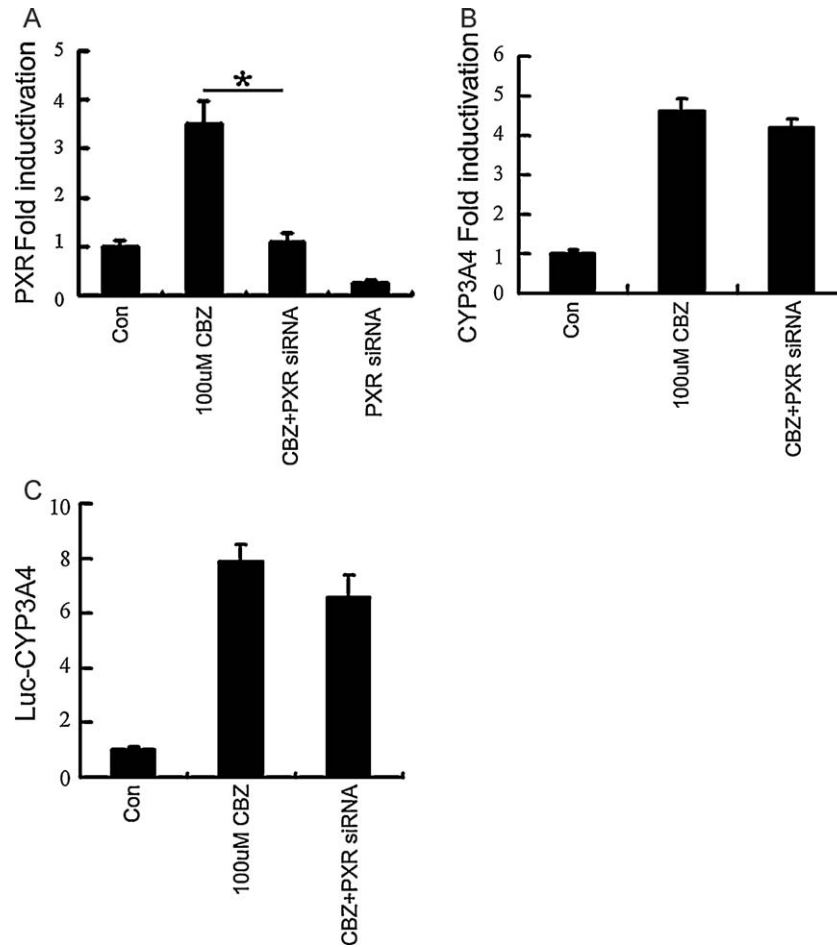 A
PXR Fold inductivation
5
4
3
2
1
0
*
Con
100uM CBZ
CBZ+PXR siRNA
PXR siRNA
B
CYP3A4 Fold inductivation
6
5
4
3
2
1
0
Con
100uM CBZ
CBZ+PXR siRNA
C
Luc-CYP3A4
10
8
6
4
2
0
Con
100uM CBZ
CBZ+PXR siRNA